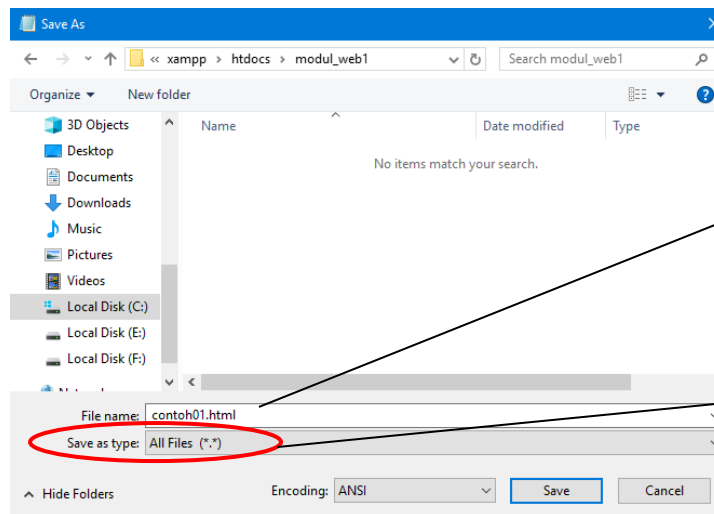 Save As
« xampp › htdocs › modul_web1
Search modul_web1
Organize
New folder
Name
Date modified
Type
No items match your search.
3D Objects
Desktop
Documents
Downloads
Music
Pictures
Videos
Local Disk (C:)
Local Disk (E:)
Local Disk (F:)
File name: contoh01.html
Save as type: All Files (*.*)
Hide Folders
Encoding: ANSI
Save
Cancel